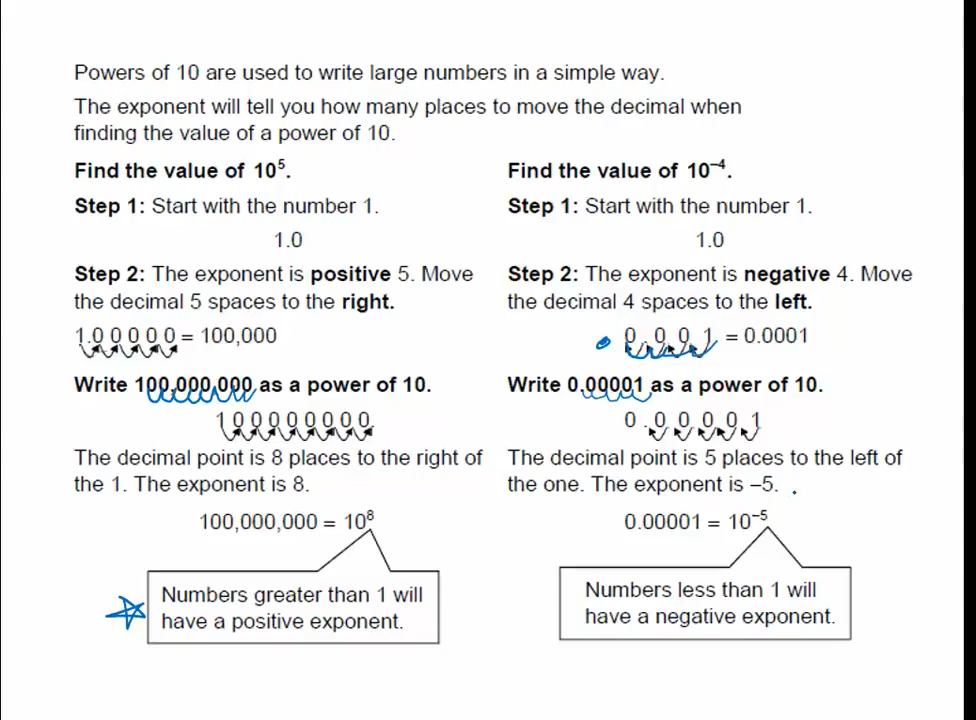 Powers of 10 are used to write large numbers in a simple way.
The exponent will tell you how many places to move the decimal when
finding the value of a power of 10.
Find the value of 10⁵.
Step 1: Start with the number 1.
1.0
Step 2: The exponent is positive 5. Move
the decimal 5 spaces to the right.
1.0 0 0 0 0 = 100,000
Write 100,000,000 as a power of 10.
1 0 0 0 0 0 0 0 0.
The decimal point is 8 places to the right of
the 1. The exponent is 8.
100,000,000 = 10⁸
Numbers greater than 1 will
have a positive exponent.
Find the value of 10⁻⁴.
Step 1: Start with the number 1.
1.0
Step 2: The exponent is negative 4. Move
the decimal 4 spaces to the left.
0. 0 0 1 = 0.0001
Write 0.00001 as a power of 10.
0 . 0 0 0 0 1
The decimal point is 5 places to the left of
the one. The exponent is –5.
0.00001 = 10⁻⁵
Numbers less than 1 will
have a negative exponent.